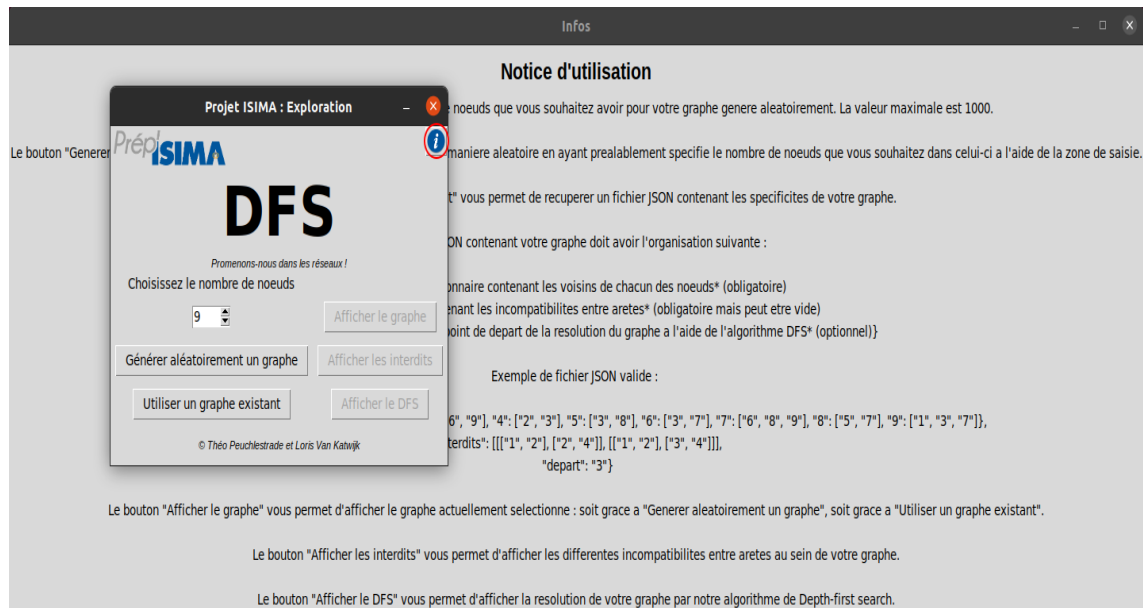 Infos
Notice d'utilisation
e noeuds que vous souhaitez avoir pour votre graphe genere aleatoirement. La valeur maximale est 1000.
Le bouton "Generer
maniere aleatoire en ayant prealablement specifie le nombre de noeuds que vous souhaitez dans celui-ci a l'aide de la zone de saisie.
t" vous permet de recuperer un fichier JSON contenant les specificites de votre graphe.
ON contenant votre graphe doit avoir l'organisation suivante :
onnaire contenant les voisins de chacun des noeuds* (obligatoire)
enant les incompatibilites entre aretes* (obligatoire mais peut etre vide)
point de depart de la resolution du graphe a l'aide de l'algorithme DFS* (optionnel)}
Exemple de fichier JSON valide :
6", "9"], "4": ["2", "3"], "5": ["3", "8"], "6": ["3", "7"], "7": ["6", "8", "9"], "8": ["5", "7"], "9": ["1", "3", "7"]},
terdits": [[["1", "2"], ["2", "4"]], [["1", "2"], ["3", "4"]]],
"depart": "3"}
Le bouton "Afficher le graphe" vous permet d'afficher le graphe actuellement selectionne : soit grace a "Generer aleatoirement un graphe", soit grace a "Utiliser un graphe existant".
Le bouton "Afficher les interdits" vous permet d'afficher les differentes incompatibilites entre aretes au sein de votre graphe.
Le bouton "Afficher le DFS" vous permet d'afficher la resolution de votre graphe par notre algorithme de Depth-first search.
Projet ISIMA : Exploration
Prép'ISIMA
i
DFS
Promenons-nous dans les réseaux !
Choisissez le nombre de noeuds
9
Afficher le graphe
Générer aléatoirement un graphe
Afficher les interdits
Utiliser un graphe existant
Afficher le DFS
© Théo Peuchlestrade et Loris Van Katwijk